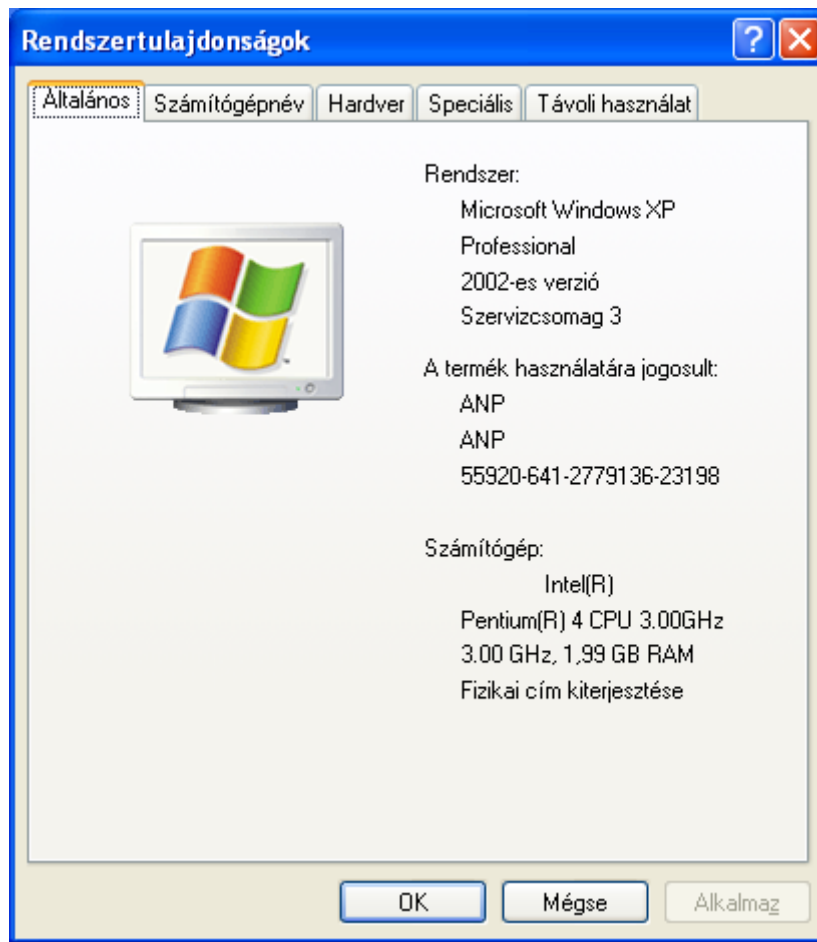 Rendszertulajdonságok
Általános Számítógépnév Hardver Speciális Távoli használat
Rendszer:
Microsoft Windows XP
Professional
2002-es verzió
Szervizcsomag 3
A termék használatára jogosult:
ANP
ANP
55920-641-2779136-23198
Számítógép:
Intel(R)
Pentium(R) 4 CPU 3.00GHz
3.00 GHz, 1,99 GB RAM
Fizikai cím kiterjesztése
OK Mégse Alkalmaz